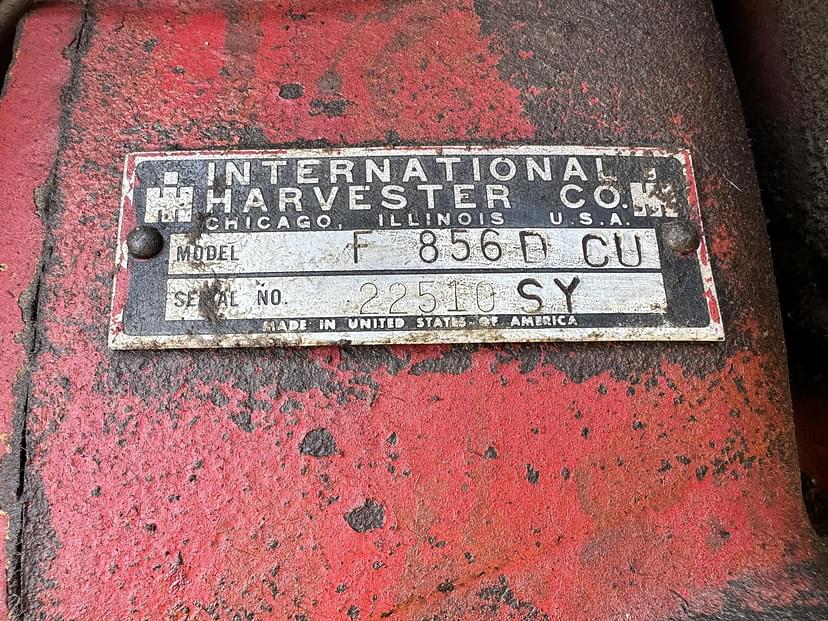 INTERNATIONAL
HARVESTER CO.
CHICAGO, ILLINOIS U.S.A.
MODEL F 856 D CU
SERIAL NO. 22510 SY
MADE IN UNITED STATES OF AMERICA